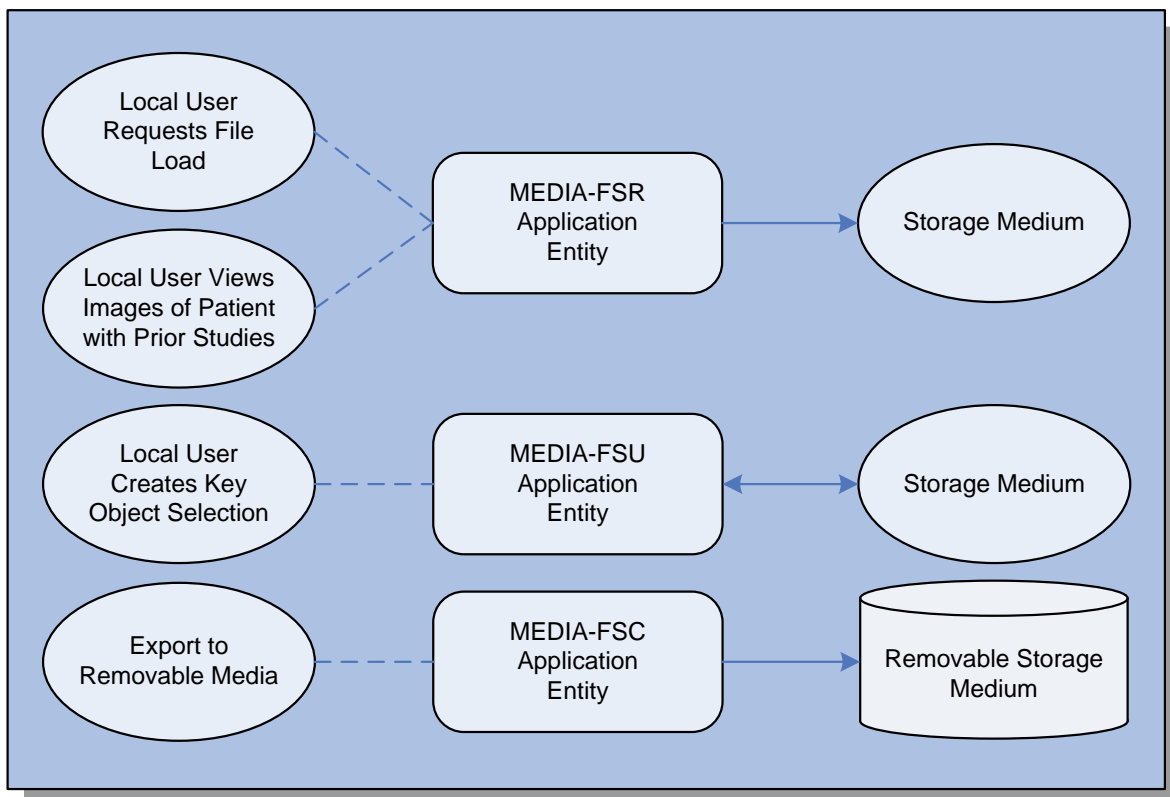 Local User
Requests File
Load
MEDIA-FSR
Application
Entity
Storage Medium
Local User Views
Images of Patient
with Prior Studies
Local User
Creates Key
Object Selection
MEDIA-FSU
Application
Entity
Storage Medium
Export to
Removable Media
MEDIA-FSC
Application
Entity
Removable Storage
Medium